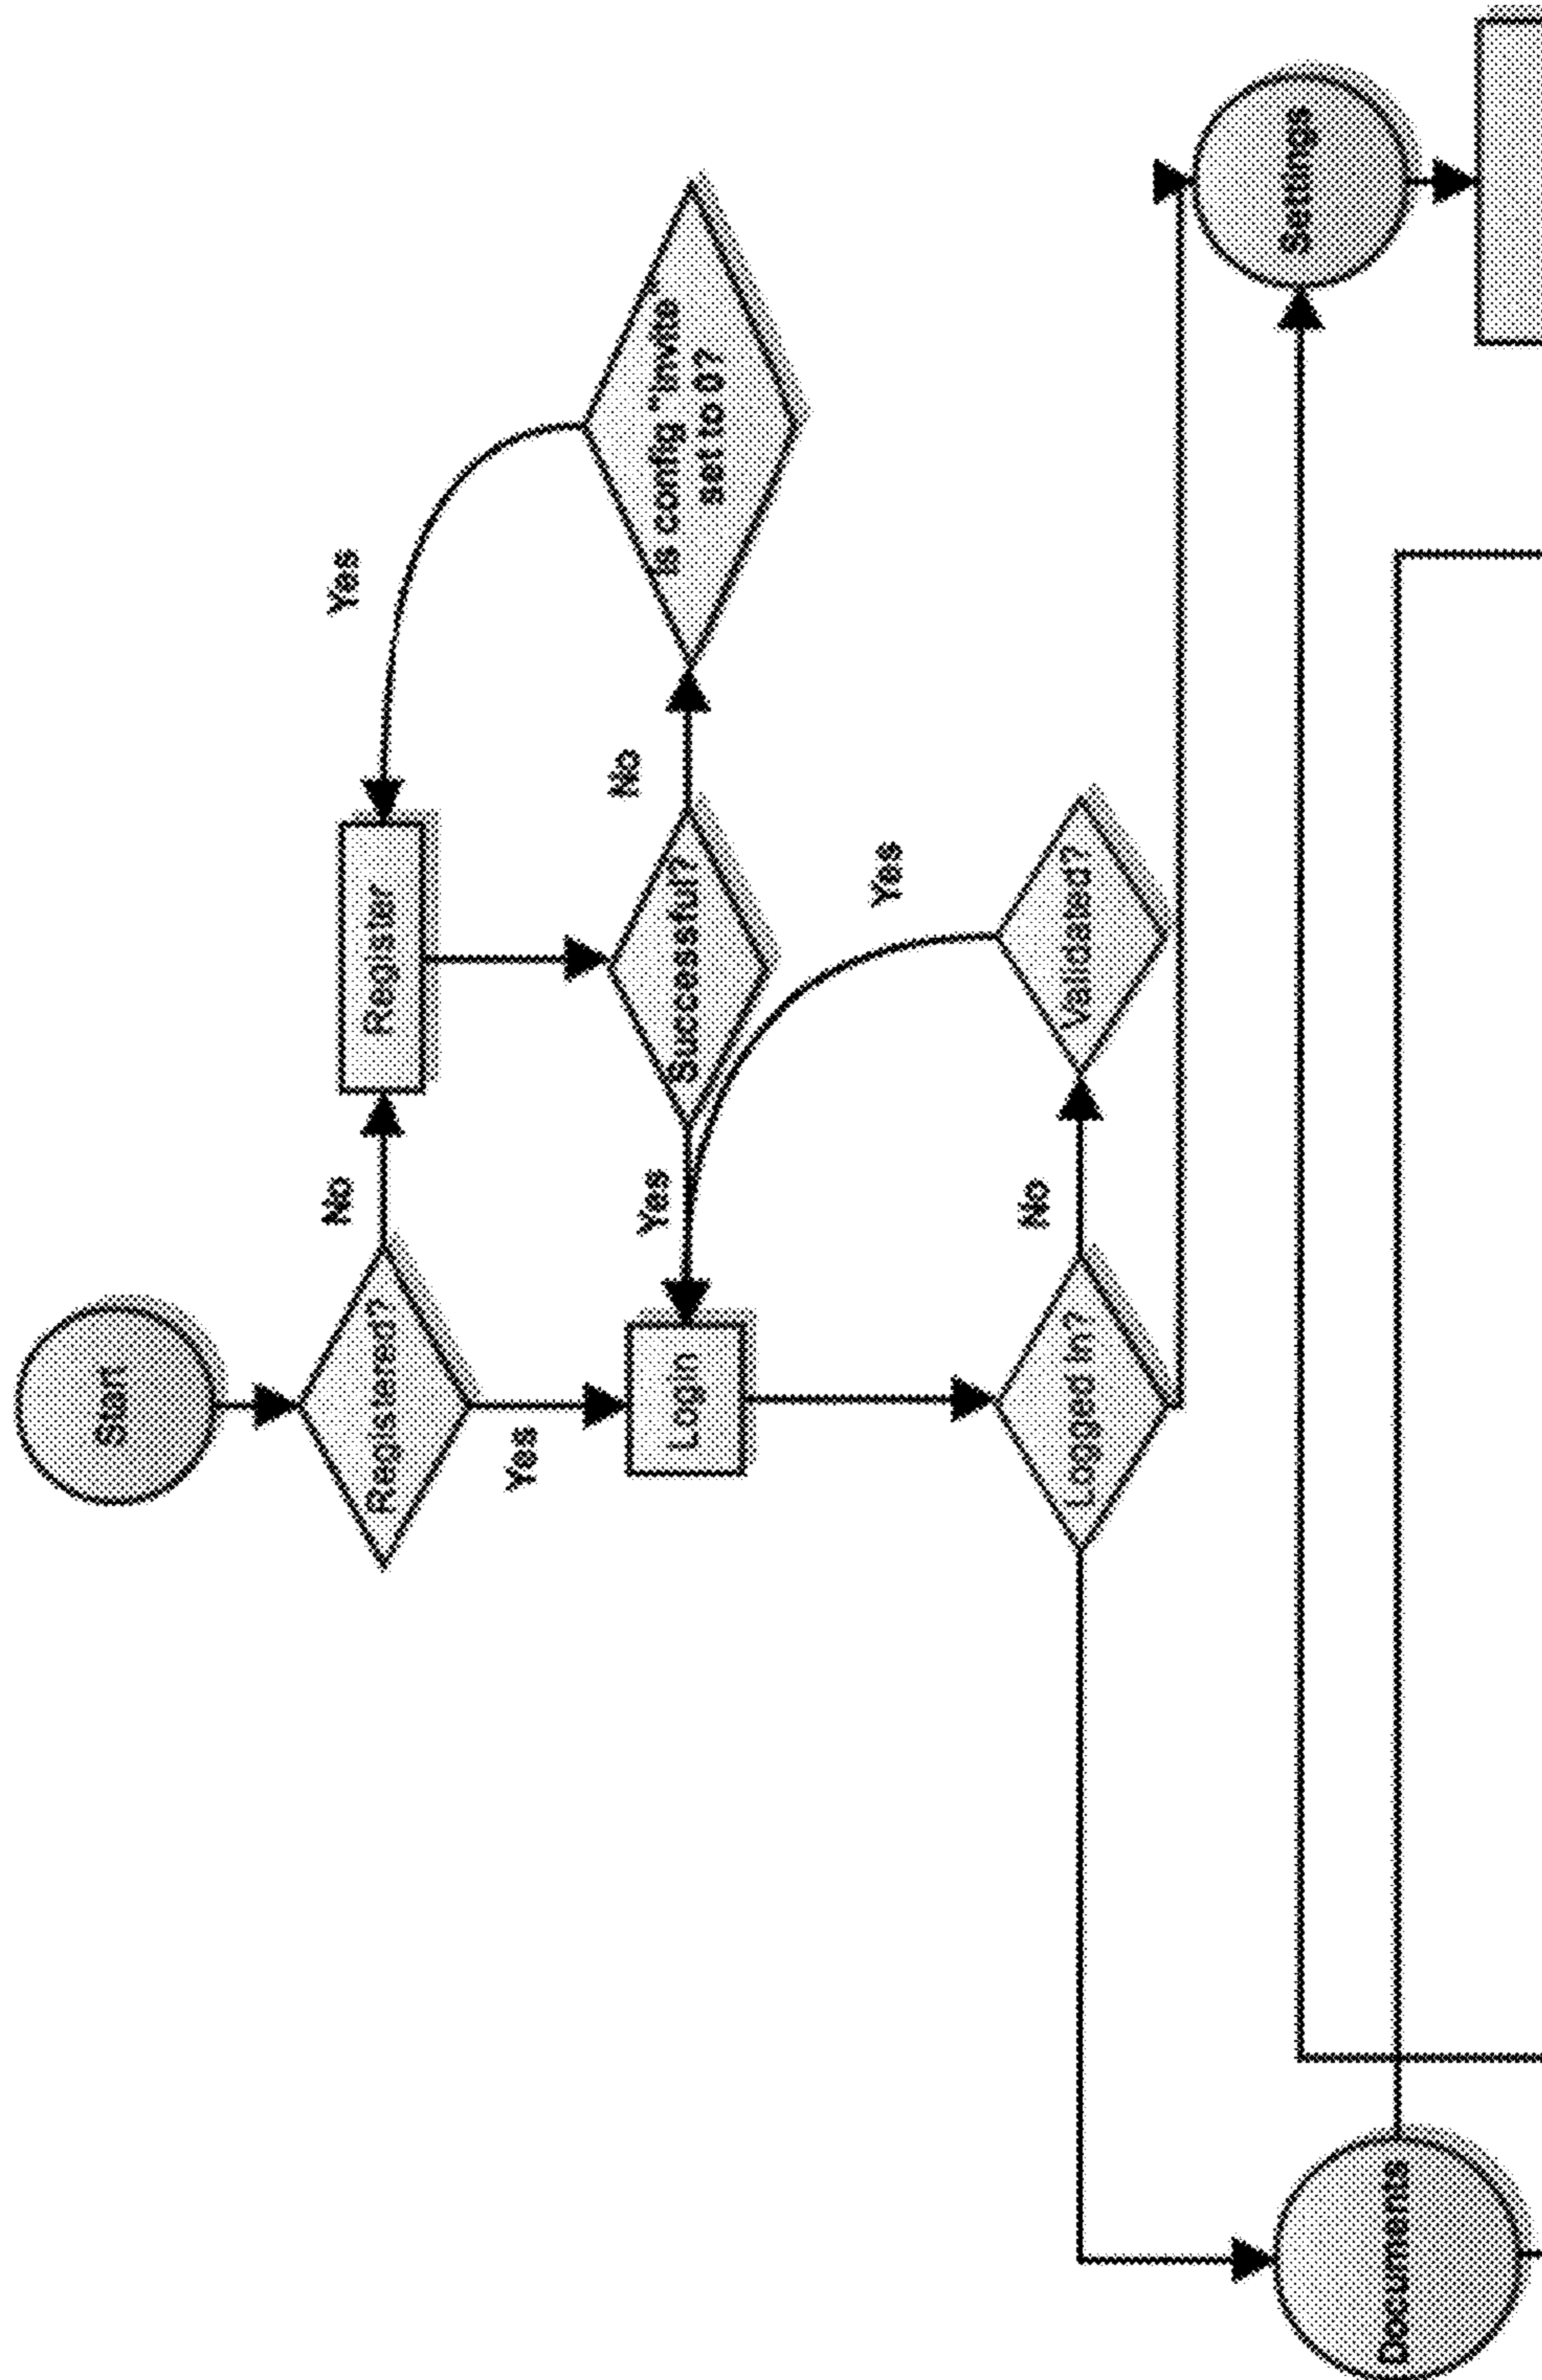 Start
Registered?
No
Register
Yes
Yes
Login
Yes
Successful?
No
Is config "invite
set to 0?
Logged In?
No
Validated?
Yes
Settings
Documents